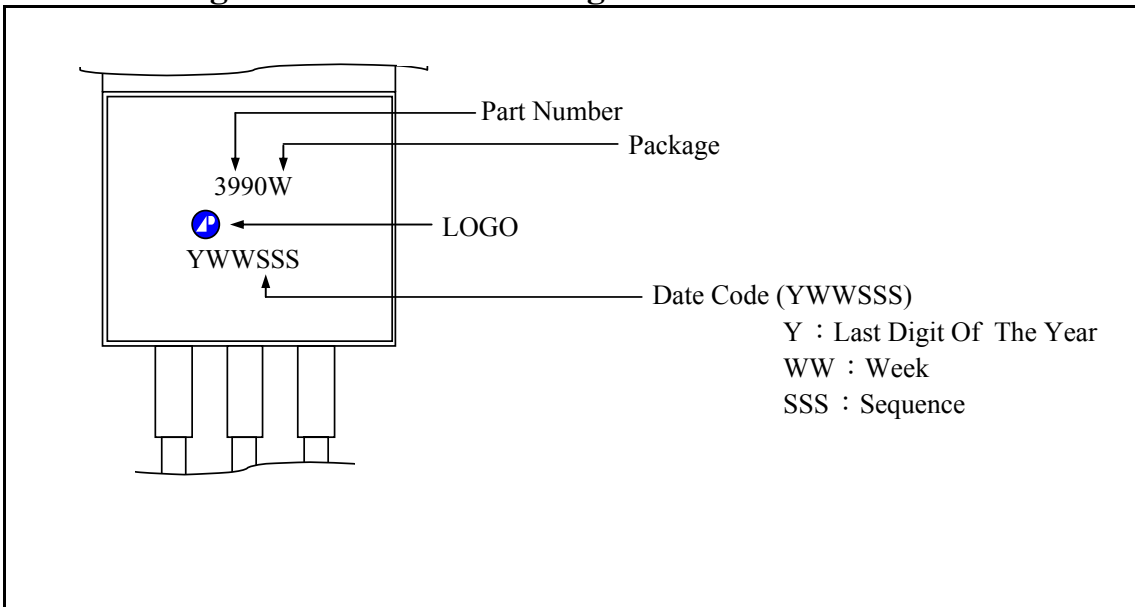 Part Number
Package
3990W
LOGO
YWWSSS
Date Code (YWWSSS)
Y：Last Digit Of The Year
WW：Week
SSS：Sequence